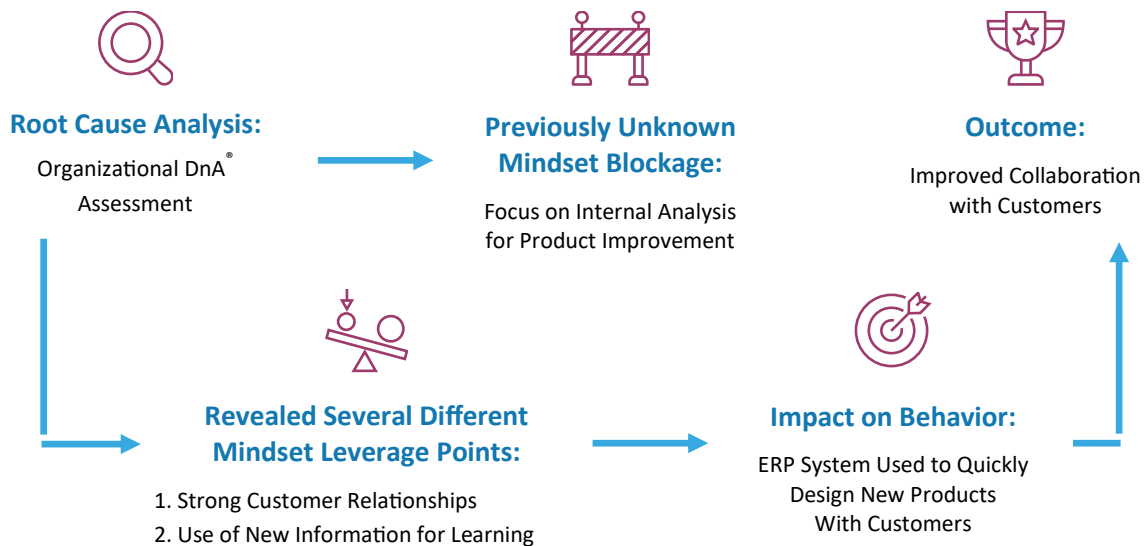 Root Cause Analysis:
Organizational DnA®
Assessment
Previously Unknown
Mindset Blockage:
Focus on Internal Analysis
for Product Improvement
Outcome:
Improved Collaboration
with Customers
Revealed Several Different
Mindset Leverage Points:
1. Strong Customer Relationships
2. Use of New Information for Learning
Impact on Behavior:
ERP System Used to Quickly
Design New Products
With Customers